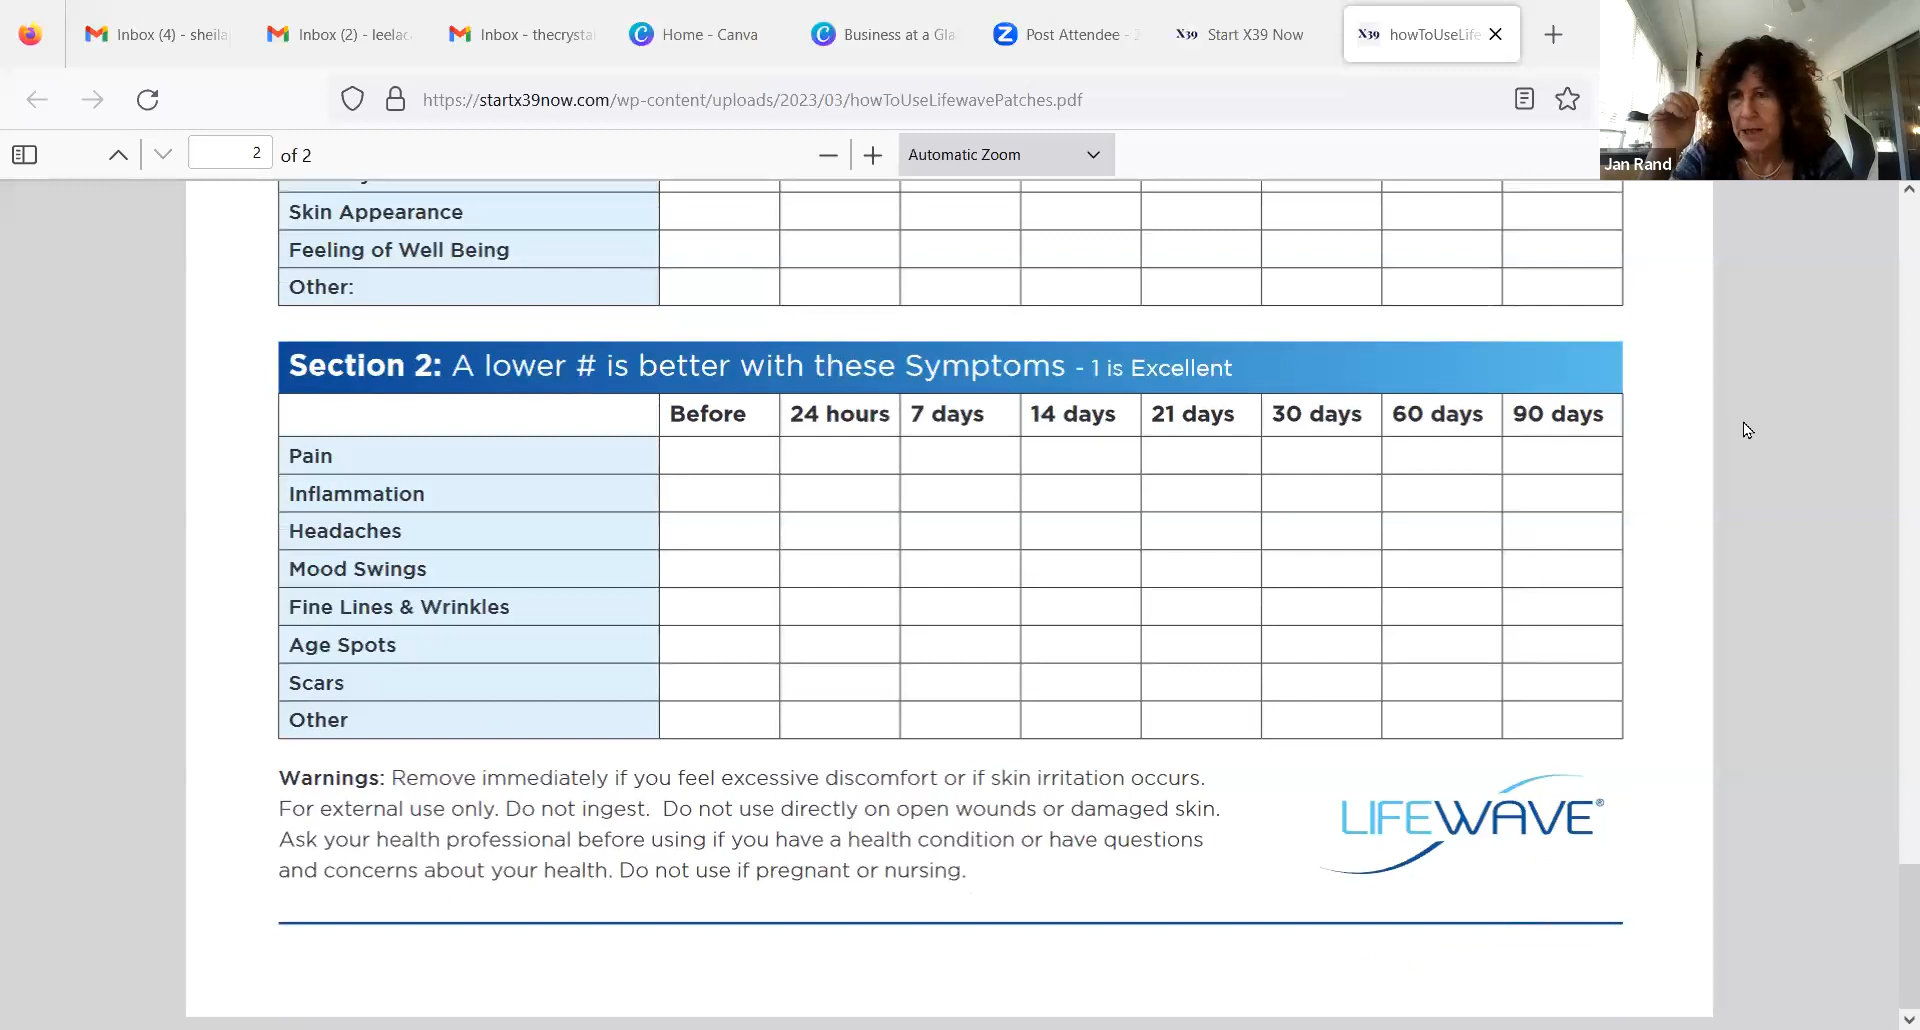 Inbox (4) - sheila
Inbox (2) - leelac
Inbox - thecrysta
Home - Canva
Business at a Gla
Post Attendee - 2
X39 Start X39 Now
X39 howToUseLife
https://startx39now.com/wp-content/uploads/2023/03/howToUseLifewavePatches.pdf
2 of 2
Automatic Zoom
Jan Rand
Skin Appearance
Feeling of Well Being
Other:
Section 2: A lower # is better with these Symptoms - 1 is Excellent
Before 24 hours 7 days 14 days 21 days 30 days 60 days 90 days
Pain
Inflammation
Headaches
Mood Swings
Fine Lines & Wrinkles
Age Spots
Scars
Other
Warnings: Remove immediately if you feel excessive discomfort or if skin irritation occurs.
For external use only. Do not ingest. Do not use directly on open wounds or damaged skin.
Ask your health professional before using if you have a health condition or have questions
and concerns about your health. Do not use if pregnant or nursing.
LIFEWAVE®